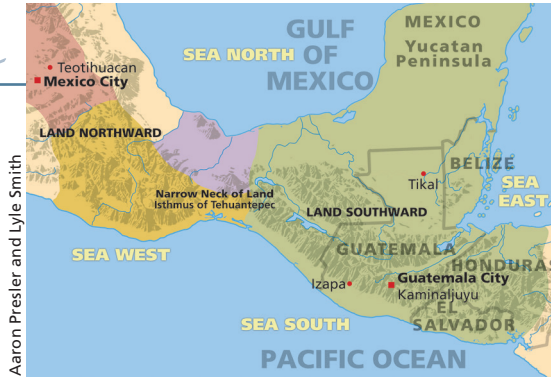 MEXICO
Yucatan
Peninsula
GULF
OF
MEXICO
SEA NORTH
Teotihuacan
Mexico City
LAND NORTHWARD
BELIZE
Tikal
SEA
EAST
Narrow Neck of Land
Isthmus of Tehuantepec
LAND SOUTHWARD
SEA WEST
GUATEMALA
HONDURAS
Izapa
Guatemala City
Kaminaljuyu
EL
SALVADOR
SEA SOUTH
PACIFIC OCEAN
Aaron Presler and Lyle Smith